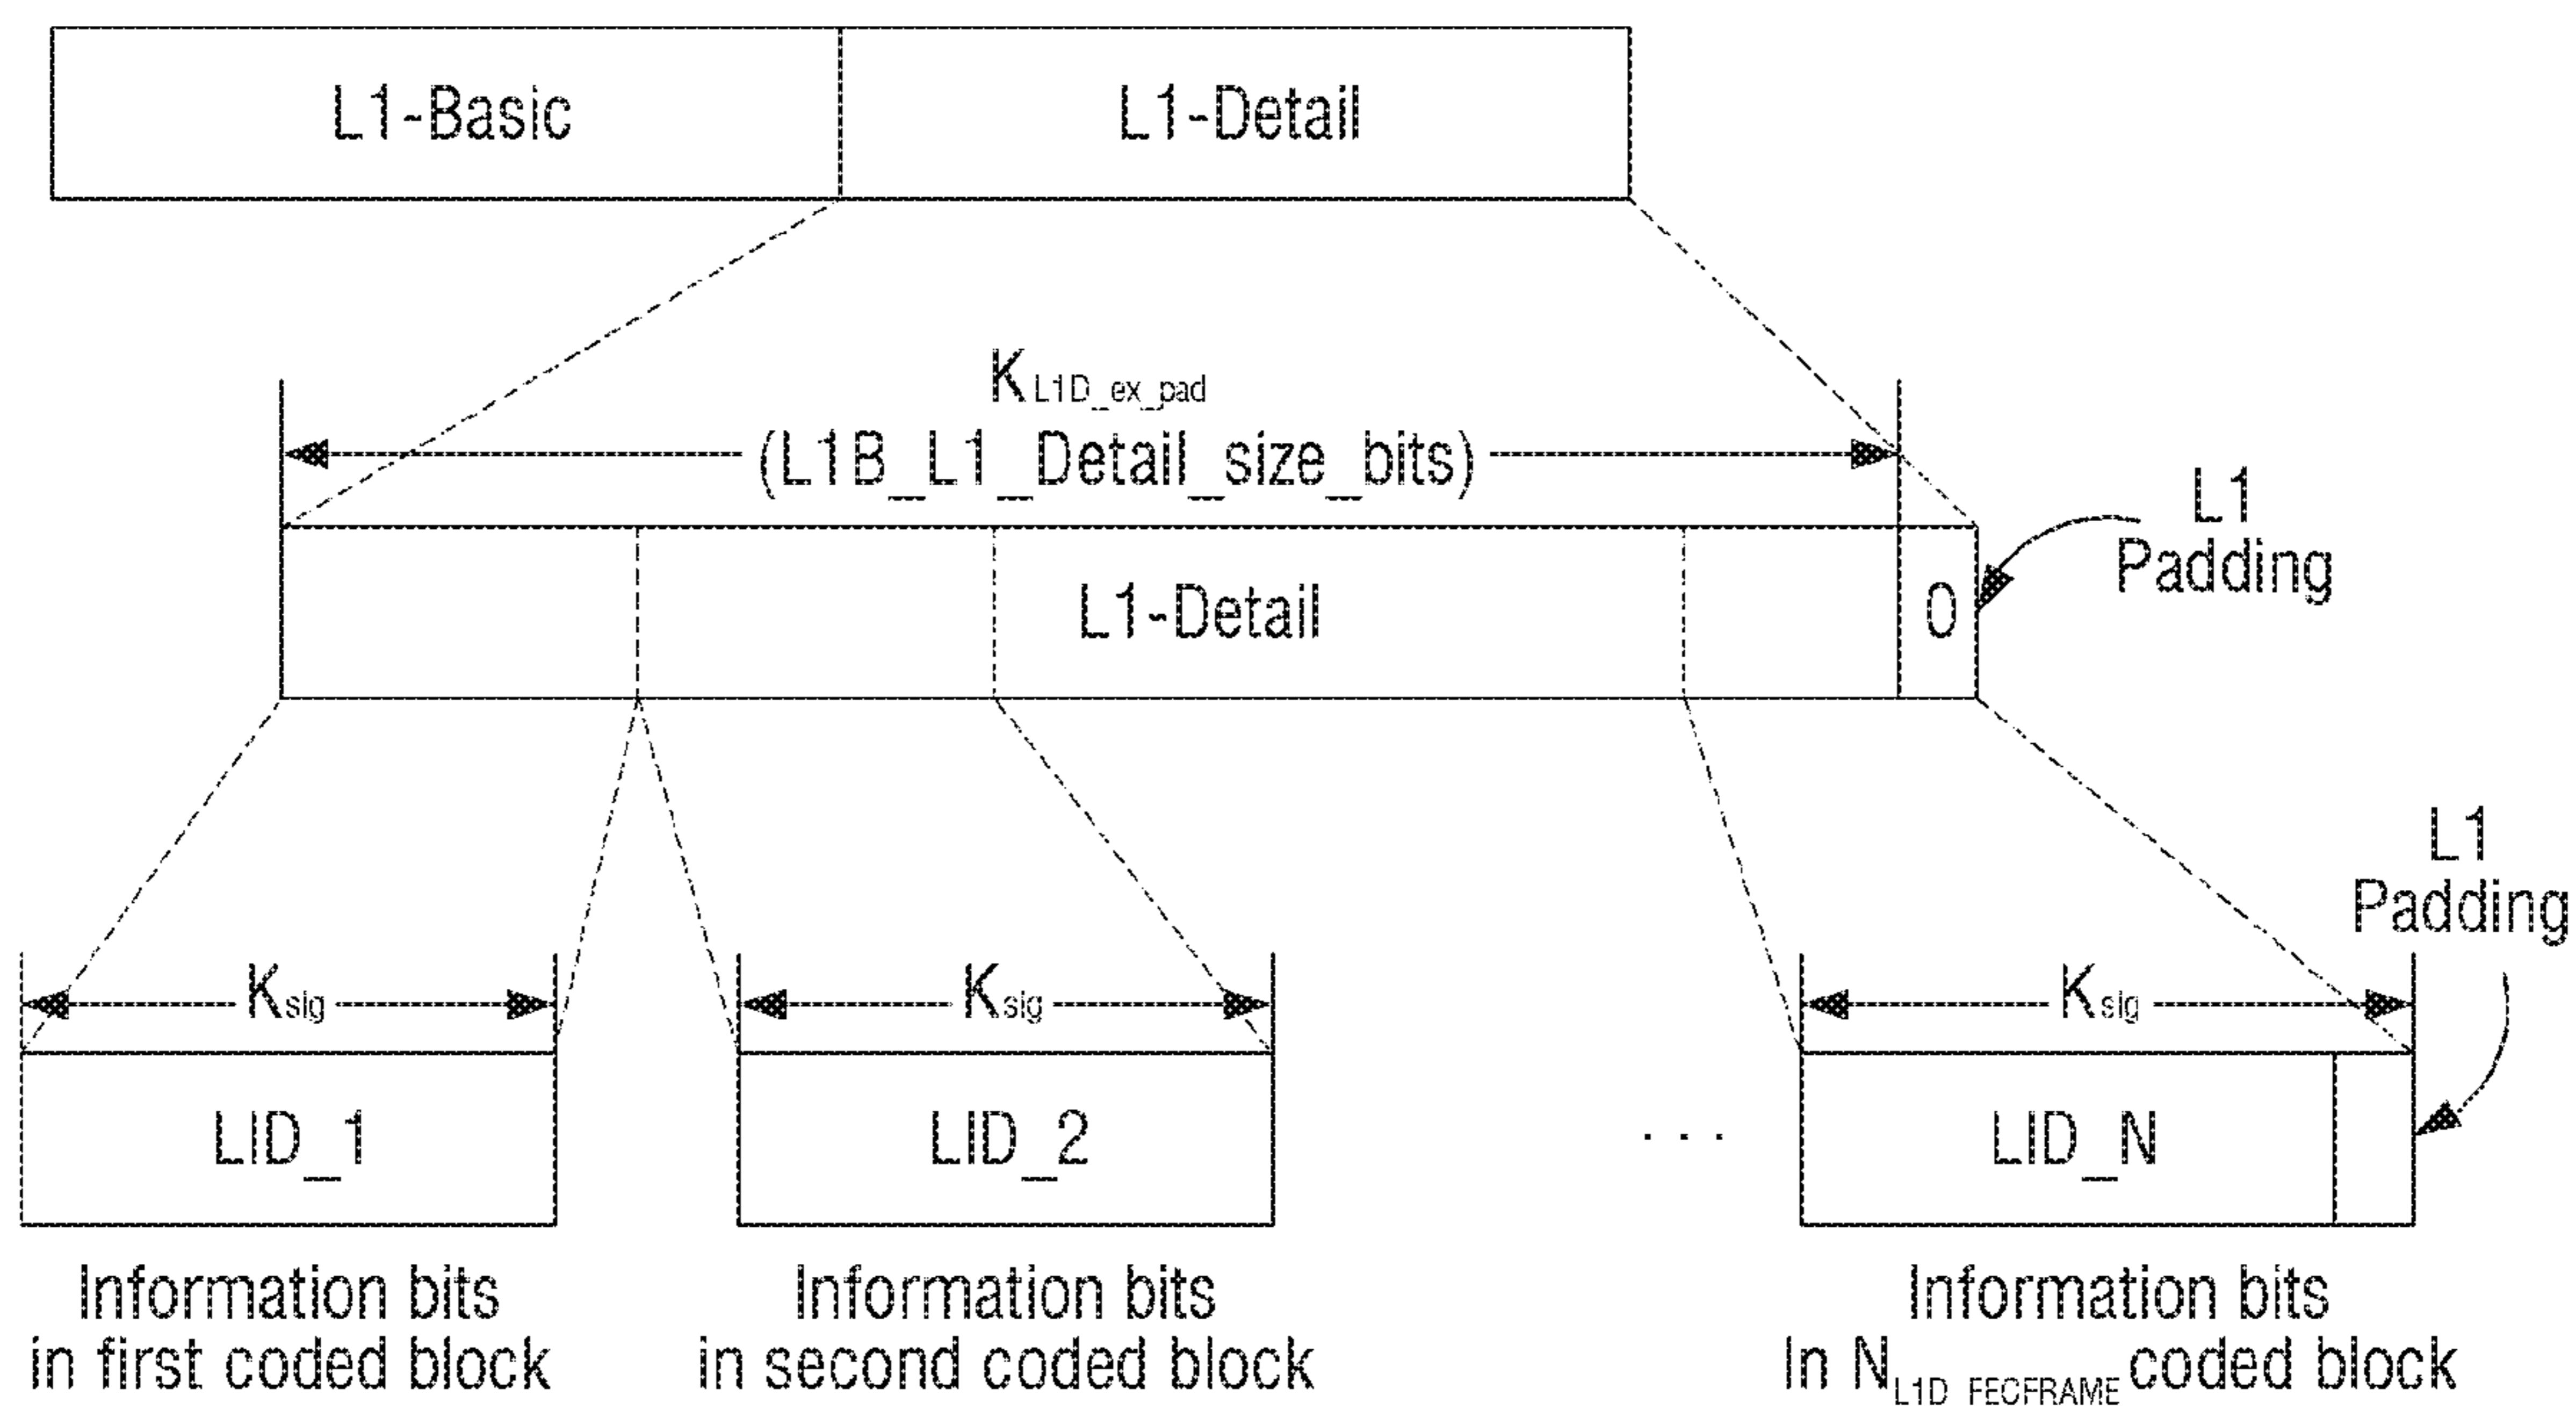 L1-Basic
L1-Detail
K L1D_ex_pad
(L1B_L1_Detail_size_bits)
L1
Padding
L1-Detail
0
L1
Padding
Ksig
Ksig
Ksig
LID_1
LID_2
. . .
LID_N
Information bits
in first coded block
Information bits
in second coded block
Information bits
In NL1D_FECFRAME coded block